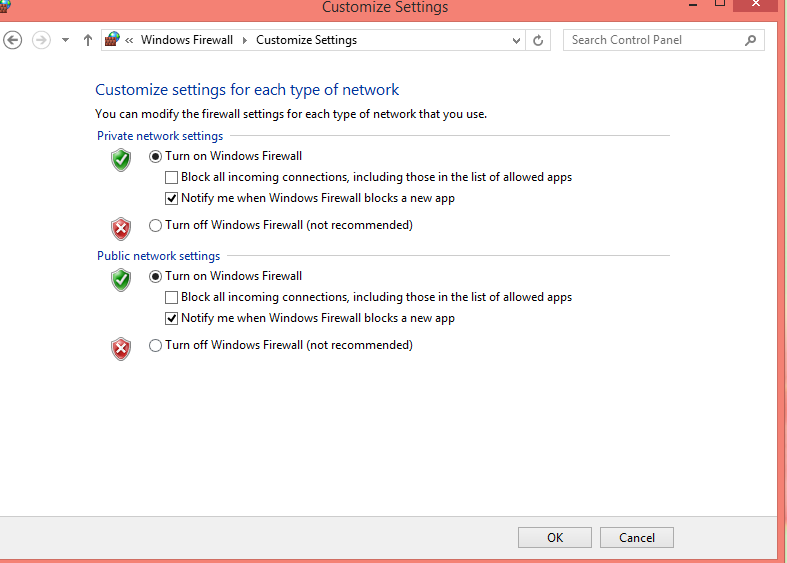 Customize Settings
« Windows Firewall Customize Settings
Search Control Panel
Customize settings for each type of network
You can modify the firewall settings for each type of network that you use.
Private network settings
Turn on Windows Firewall
Block all incoming connections, including those in the list of allowed apps
Notify me when Windows Firewall blocks a new app
Turn off Windows Firewall (not recommended)
Public network settings
Turn on Windows Firewall
Block all incoming connections, including those in the list of allowed apps
Notify me when Windows Firewall blocks a new app
Turn off Windows Firewall (not recommended)
OK
Cancel